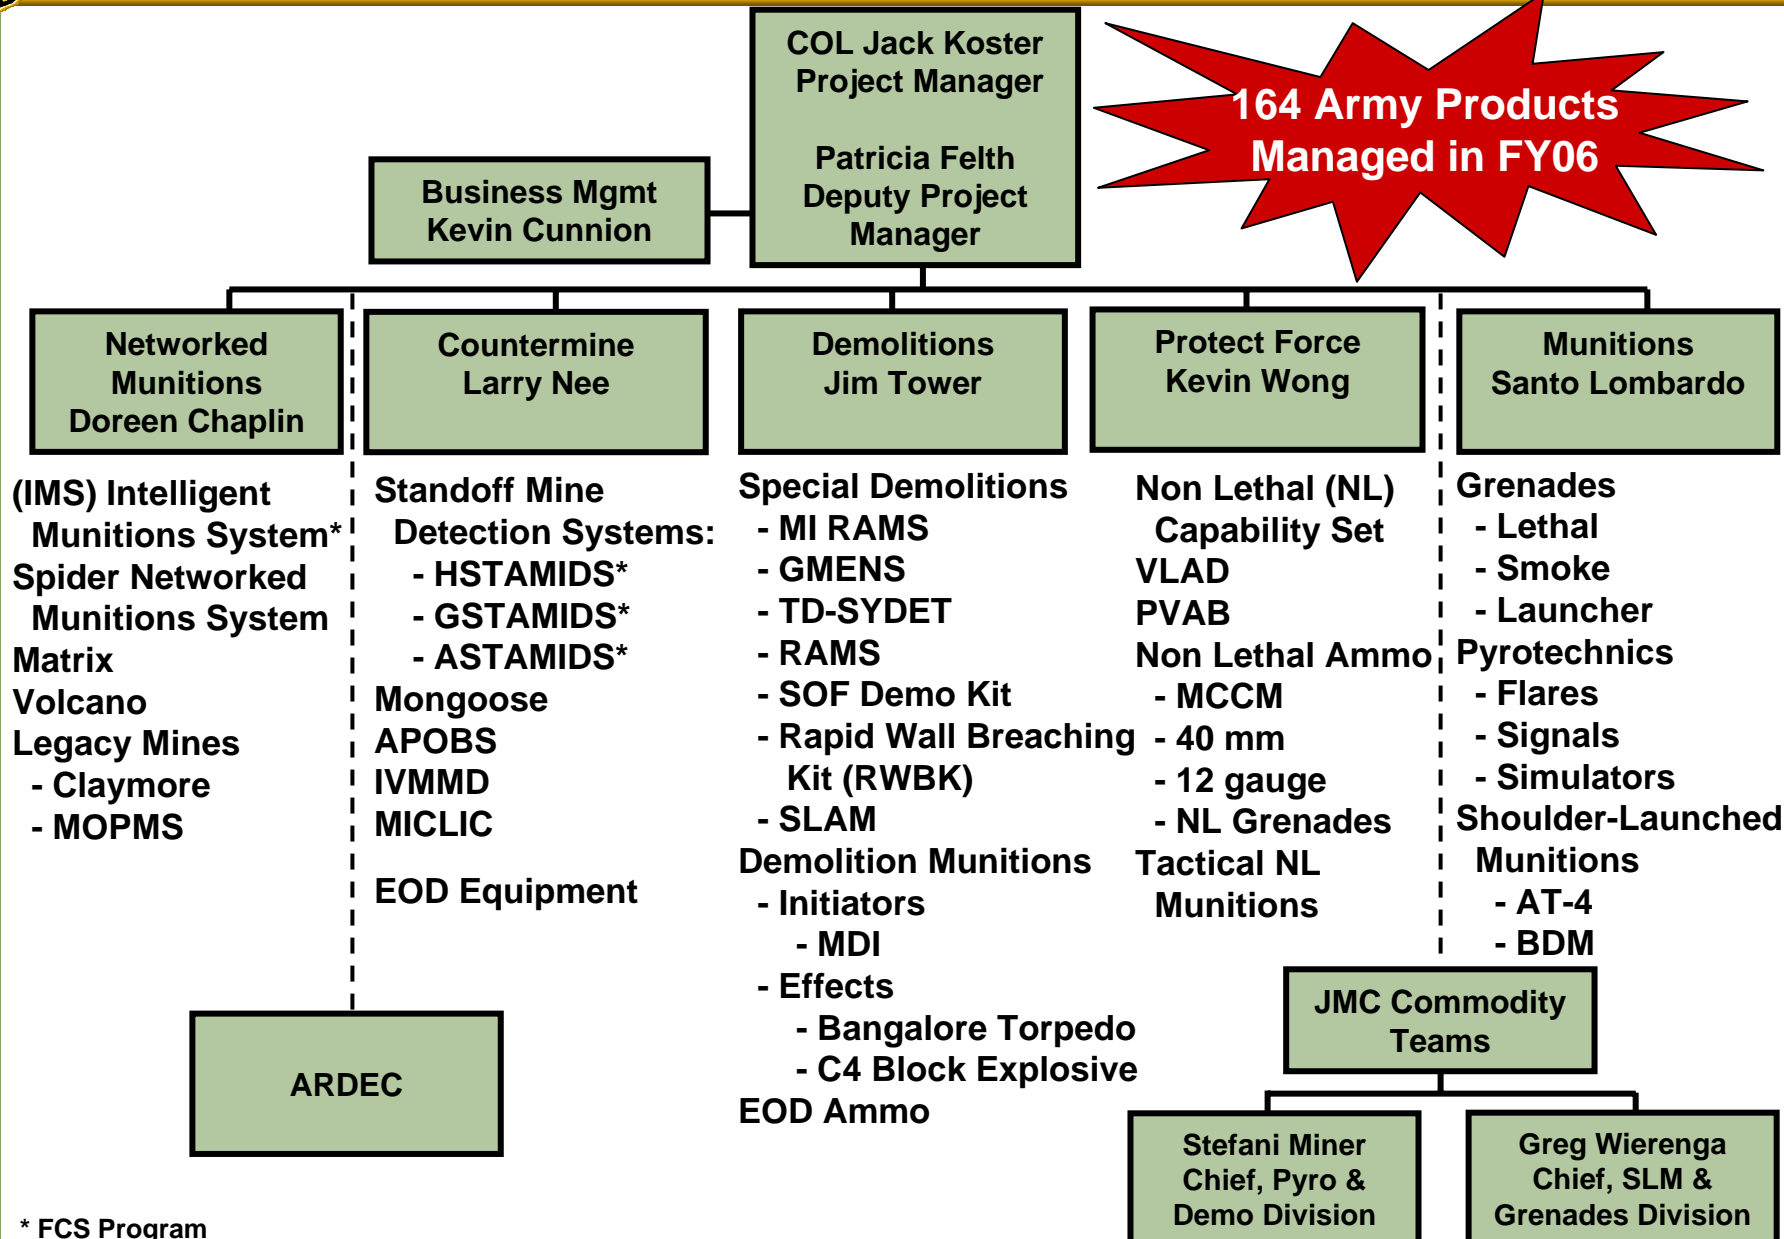 COL Jack Koster
Project Manager
Patricia Felth
Deputy Project
Manager
164 Army Products
Managed in FY06
Business Mgmt
Kevin Cunnion
Networked
Munitions
Doreen Chaplin
(IMS) Intelligent
Munitions System*
Spider Networked
Munitions System
Matrix
Volcano
Legacy Mines
- Claymore
- MOPMS
Countermine
Larry Nee
Standoff Mine
Detection Systems:
- HSTAMIDS*
- GSTAMIDS*
- ASTAMIDS*
Mongoose
APOBS
IVMMD
MICLIC
EOD Equipment
ARDEC
Demolitions
Jim Tower
Special Demolitions
- MI RAMS
- GMENS
- TD-SYDET
- RAMS
- SOF Demo Kit
- Rapid Wall Breaching
Kit (RWBK)
- SLAM
Demolition Munitions
- Initiators
- MDI
- Effects
- Bangalore Torpedo
- C4 Block Explosive
EOD Ammo
Protect Force
Kevin Wong
Non Lethal (NL)
Capability Set
VLAD
PVAB
Non Lethal Ammo
- MCCM
- 40 mm
- 12 gauge
- NL Grenades
Tactical NL
Munitions
Munitions
Santo Lombardo
Grenades
- Lethal
- Smoke
- Launcher
Pyrotechnics
- Flares
- Signals
- Simulators
Shoulder-Launched
Munitions
- AT-4
- BDM
JMC Commodity
Teams
Stefani Miner
Chief, Pyro &
Demo Division
Greg Wierenga
Chief, SLM &
Grenades Division
* FCS Program